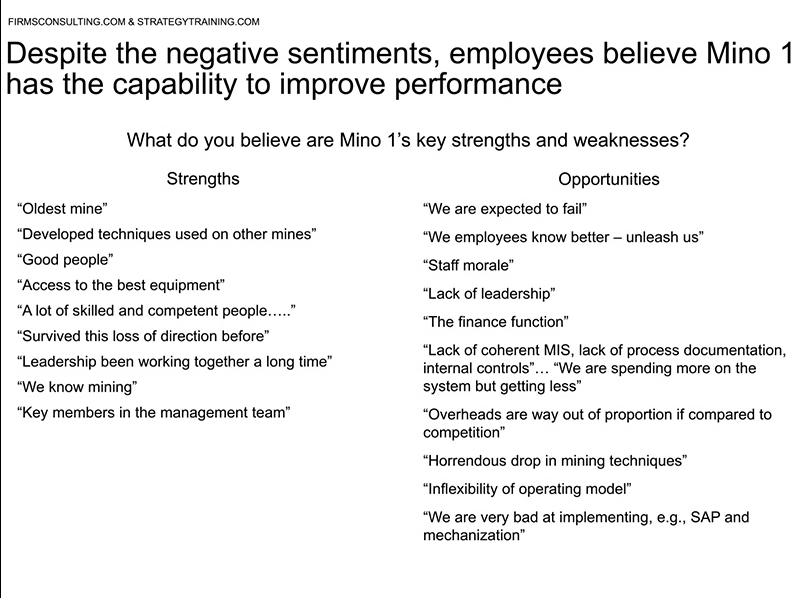 FIRMSCONSULTING.COM & STRATEGYTRAINING.COM
Despite the negative sentiments, employees believe Mino 1
has the capability to improve performance
What do you believe are Mino 1’s key strengths and weaknesses?
Strengths
“Oldest mine”
“Developed techniques used on other mines”
“Good people”
“Access to the best equipment”
“A lot of skilled and competent people…..”
“Survived this loss of direction before”
“Leadership been working together a long time”
“We know mining”
“Key members in the management team”
Opportunities
“We are expected to fail”
“We employees know better – unleash us”
“Staff morale”
“Lack of leadership”
“The finance function”
“Lack of coherent MIS, lack of process documentation,
internal controls”… “We are spending more on the
system but getting less”
“Overheads are way out of proportion if compared to
competition”
“Horrendous drop in mining techniques”
“Inflexibility of operating model”
“We are very bad at implementing, e.g., SAP and
mechanization”